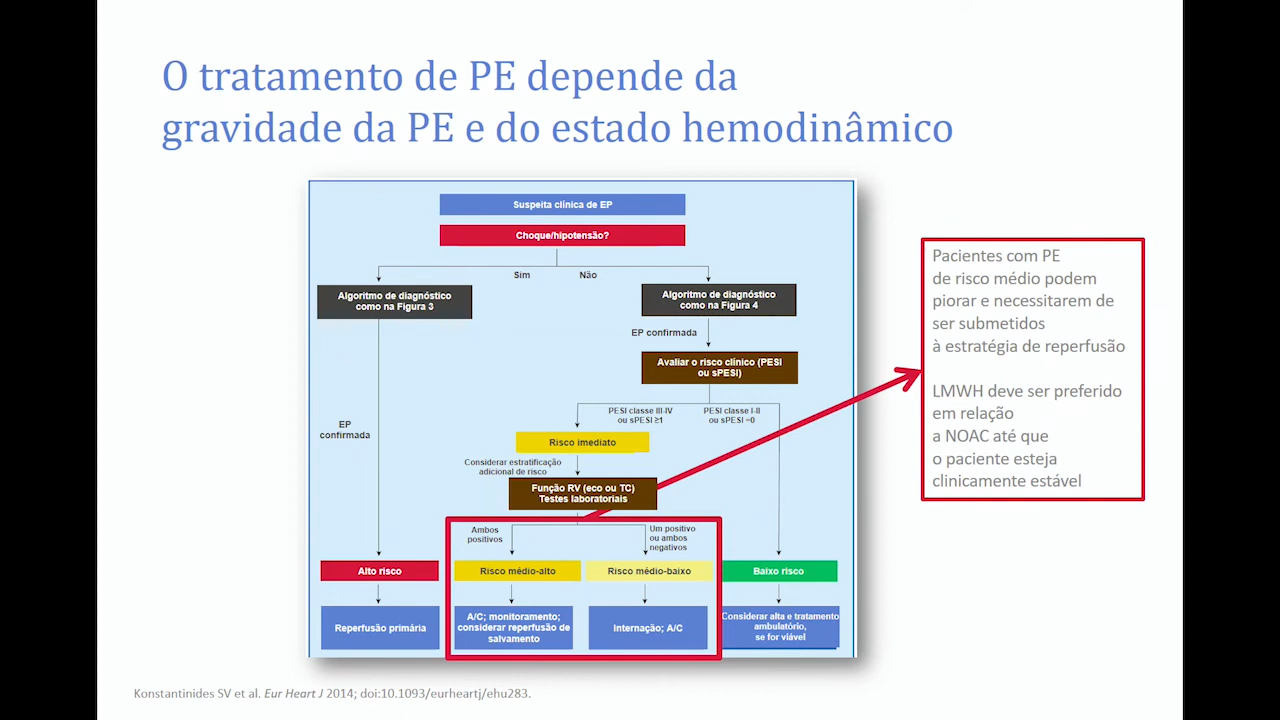 O tratamento de PE depende da
gravidade da PE e do estado hemodinâmico
Suspeita clínica de EP
Choque/hipotensão?
Sim
Não
Algoritmo de diagnóstico
como na Figura 3
Algoritmo de diagnóstico
como na Figura 4
EP confirmada
Avaliar o risco clínico (PESI
ou sPESI)
PESI classe III-IV
ou sPESI ≥1
PESI classe I-II
ou sPESI =0
EP
confirmada
Risco imediato
Considerar estratificação
adicional de risco
Função RV (eco ou TC)
Testes laboratoriais
Ambos
positivos
Um positivo
ou ambos
negativos
Alto risco
Risco médio-alto
Risco médio-baixo
Baixo risco
Reperfusão primária
A/C; monitoramento;
considerar reperfusão de
salvamento
Internação; A/C
Considerar alta e tratamento
ambulatório,
se for viável
Pacientes com PE
de risco médio podem
piorar e necessitarem de
ser submetidos
à estratégia de reperfusão
LMWH deve ser preferido
em relação
a NOAC até que
o paciente esteja
clinicamente estável
Konstantinides SV et al. Eur Heart J 2014; doi:10.1093/eurheartj/ehu283.